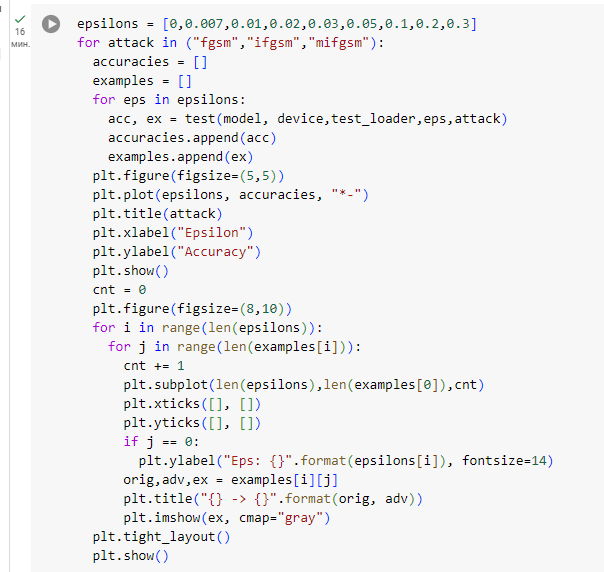 16
мин.
epsilons = [0,0.007,0.01,0.02,0.03,0.05,0.1,0.2,0.3]
for attack in ("fgsm","ifgsm","mifgsm"):
  accuracies = []
  examples = []
  for eps in epsilons:
    acc, ex = test(model, device,test_loader,eps,attack)
    accuracies.append(acc)
    examples.append(ex)
  plt.figure(figsize=(5,5))
  plt.plot(epsilons, accuracies, "*-")
  plt.title(attack)
  plt.xlabel("Epsilon")
  plt.ylabel("Accuracy")
  plt.show()
  cnt = 0
  plt.figure(figsize=(8,10))
  for i in range(len(epsilons)):
    for j in range(len(examples[i])):
      cnt += 1
      plt.subplot(len(epsilons),len(examples[0]),cnt)
      plt.xticks([], [])
      plt.yticks([], [])
      if j == 0:
        plt.ylabel("Eps: {}".format(epsilons[i]), fontsize=14)
      orig,adv,ex = examples[i][j]
      plt.title("{} -> {}".format(orig, adv))
      plt.imshow(ex, cmap="gray")
  plt.tight_layout()
  plt.show()